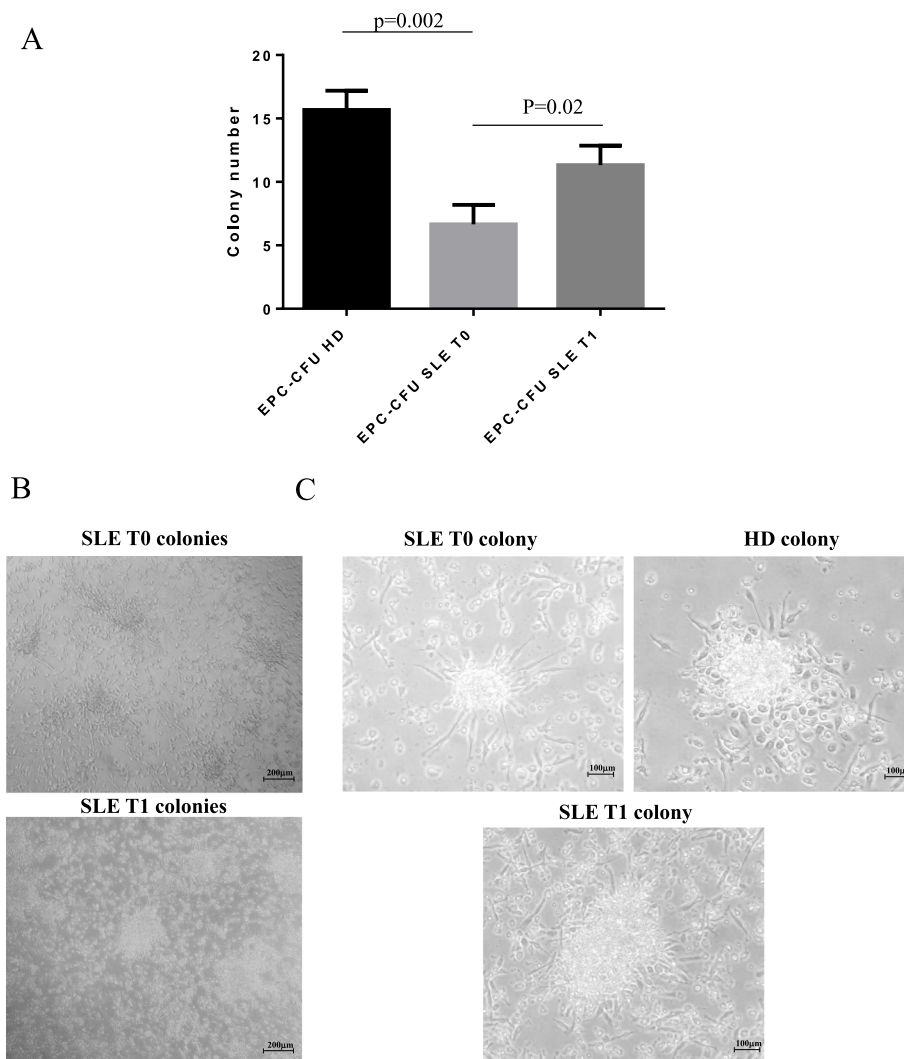 A
p=0.002
P=0.02
20
15
10
5
0
Colony number
EPC-CFU HD
EPC-CFU SLE T0
EPC-CFU SLE T1
B
C
SLE T0 colonies
SLE T0 colony
HD colony
200µm
100µm
100µ
SLE T1 colonies
SLE T1 colony
200µm
100µm